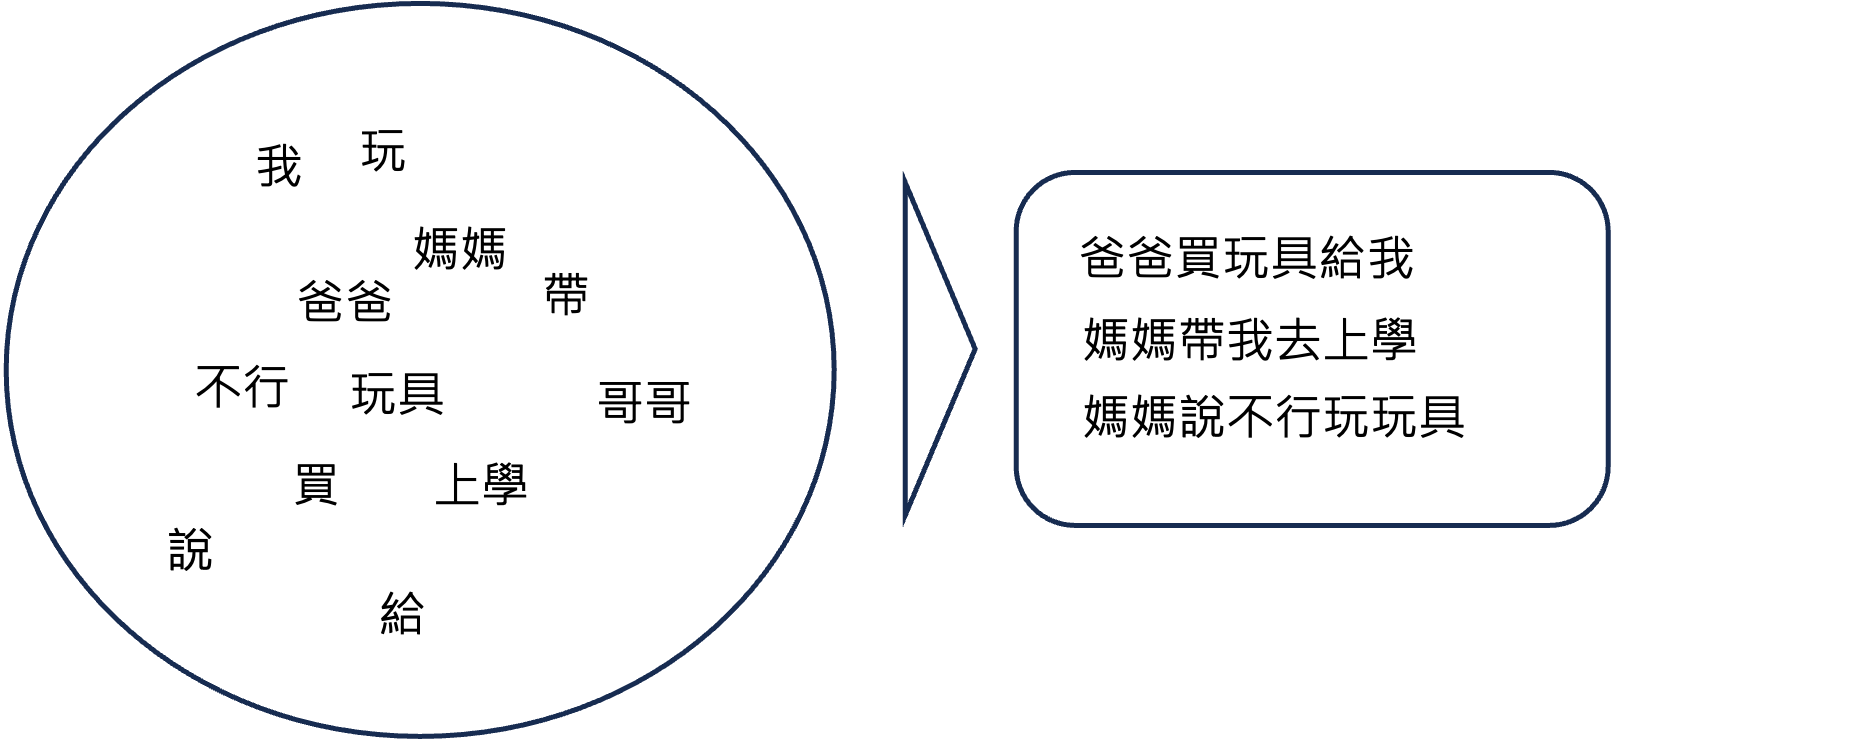 我
玩
媽媽
爸爸
帶
不行
玩具
哥哥
買
上學
說
給
爸爸買玩具給我
媽媽帶我去上學
媽媽說不行玩玩具